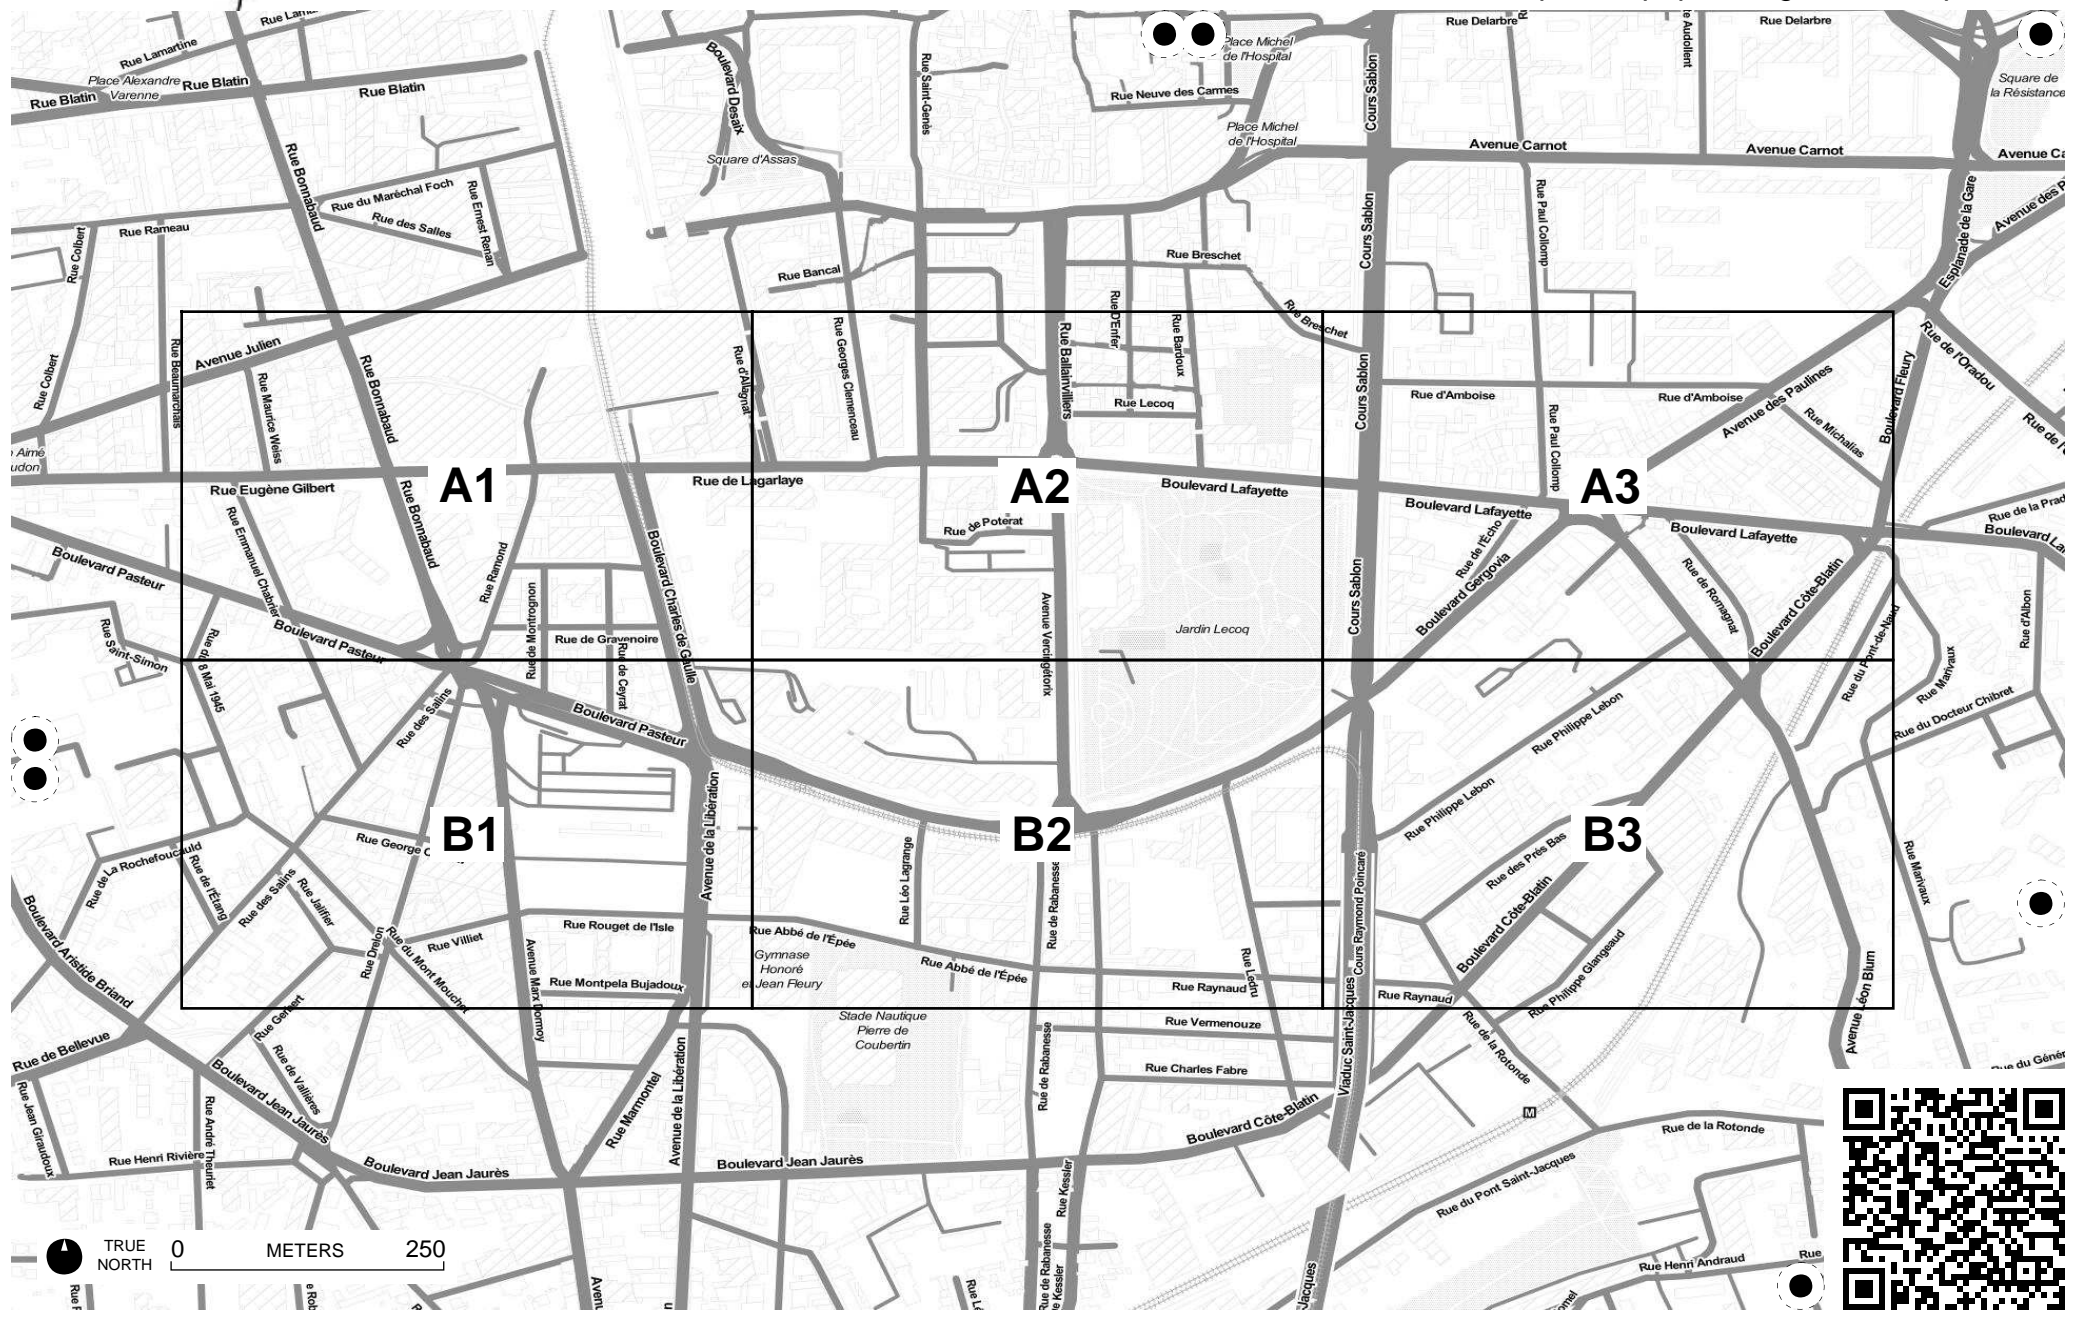 Rue Delarbre
Rue Delarbre
Rue Lamartine
Place Michel
de l'Hospital
Boulevard Desaix
Rue Saint-Genès
Cours Sablon
Square de
la Résistance
Place Alexandre
Varenne
Rue Blatin
Rue Blatin
Rue Blatin
Rue Neuve des Carmes
Place Michel
de l'Hospital
Avenue Carnot
Avenue Carnot
Square d'Assas
Rue Bonnabaud
Rue du Maréchal Foch
Rue Ernest Renan
Rue des Salles
Rue Rameau
Rue Colbert
Cours Sablon
Rue Paul Collomp
Esplanade de la Gare
Rue Bancal
Rue Breschet
Rue Breschet
Rue D'Enfer
Rue Bardoux
Rue Ballainvilliers
Rue Georges Clemenceau
Rue d'Allagnat
Avenue Julien
Rue Beaumarchais
Rue Colbert
Rue Maurice Weiss
Rue Bonnabaud
Cours Sablon
Rue Lecoq
Rue d'Amboise
Rue d'Amboise
Avenue des Paulines
Rue Michalias
Boulevard Fleury
Rue de l'Oradou
Rue Paul Collomp
Rue Eugène Gilbert
A1
Rue de Lagarlaye
A2
Boulevard Lafayette
A3
Boulevard Lafayette
Boulevard Lafayette
Rue Bonnabaud
Rue Emmanuel Chabrier
Rue de Poterat
Rue de l'Écho
Boulevard Gergovia
Rue de Romagnat
Boulevard Côte-Blatin
Boulevard Pasteur
Boulevard Pasteur
Rue Ramond
Rue de Montrognon
Boulevard Charles de Gaulle
Rue de Gravenoire
Rue de Ceyrat
Avenue Vercingétorix
Jardin Lecoq
Cours Sablon
Rue du Pont-de-Naud
Rue d'Albon
Rue Saint-Simon
Rue du 8 Mai 1945
Rue des Salins
Boulevard Pasteur
Rue Philippe Lebon
Rue Marivaux
Rue du Docteur Chibret
B1
B2
B3
Avenue de la Libération
Rue Philippe Lebon
Rue de La Rochefoucauld
Rue de l'Étang
Rue des Salins
Rue Jalifier
Rue Léo Lagrange
Rue de Rabanesse
Cours Raymond Poincaré
Rue des Prés Bas
Boulevard Côte-Blatin
Rue Marivaux
Boulevard Aristide Briand
Rue Drelon
Rue du Mont Mouchet
Rue Villiet
Rue Rouget de l'Isle
Rue Abbé de l'Épée
Rue Abbé de l'Épée
Gymnase
Honoré
et Jean Fleury
Rue Ledru
Rue Philippe Glangeaud
Avenue Marx Dormoy
Rue Montpela Bujadoux
Rue Raynaud
Rue Raynaud
Avenue Léon Blum
Stade Nautique
Pierre de
Coubertin
Rue Gerbert
Rue de Bellevue
Rue de Vallières
Rue Vermenouze
Viaduc Saint-Jacques
Rue de la Rotonde
Rue Charles Fabre
Rue de Rabanesse
Avenue de la Libération
Rue Marmontel
Boulevard Jean Jaurès
Rue Jean Giraudoux
Rue André Theuriet
Rue Henri Rivière
Boulevard Jean Jaurès
Boulevard Jean Jaurès
Boulevard Côte-Blatin
M
Rue de la Rotonde
Rue Kessler
Rue du Pont Saint-Jacques
Rue de Rabanesse
Rue Henri Andraud
Rue
TRUE
NORTH
0 METERS 250